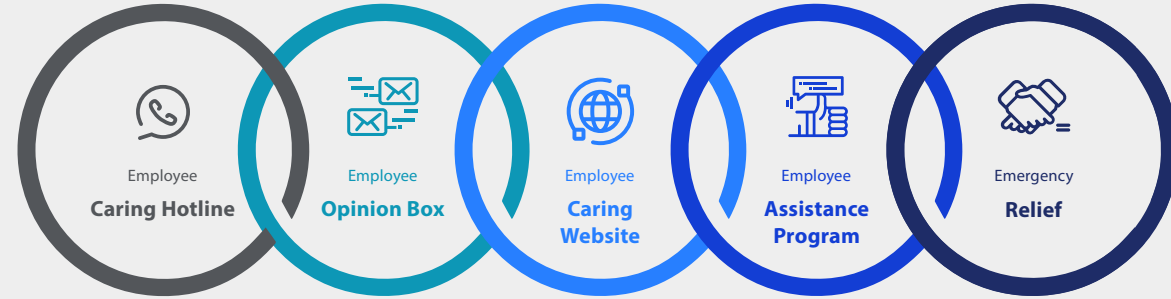 Employee
Caring Hotline
Employee
Opinion Box
Employee
Caring
Website
Employee
Assistance
Program
Emergency
Relief